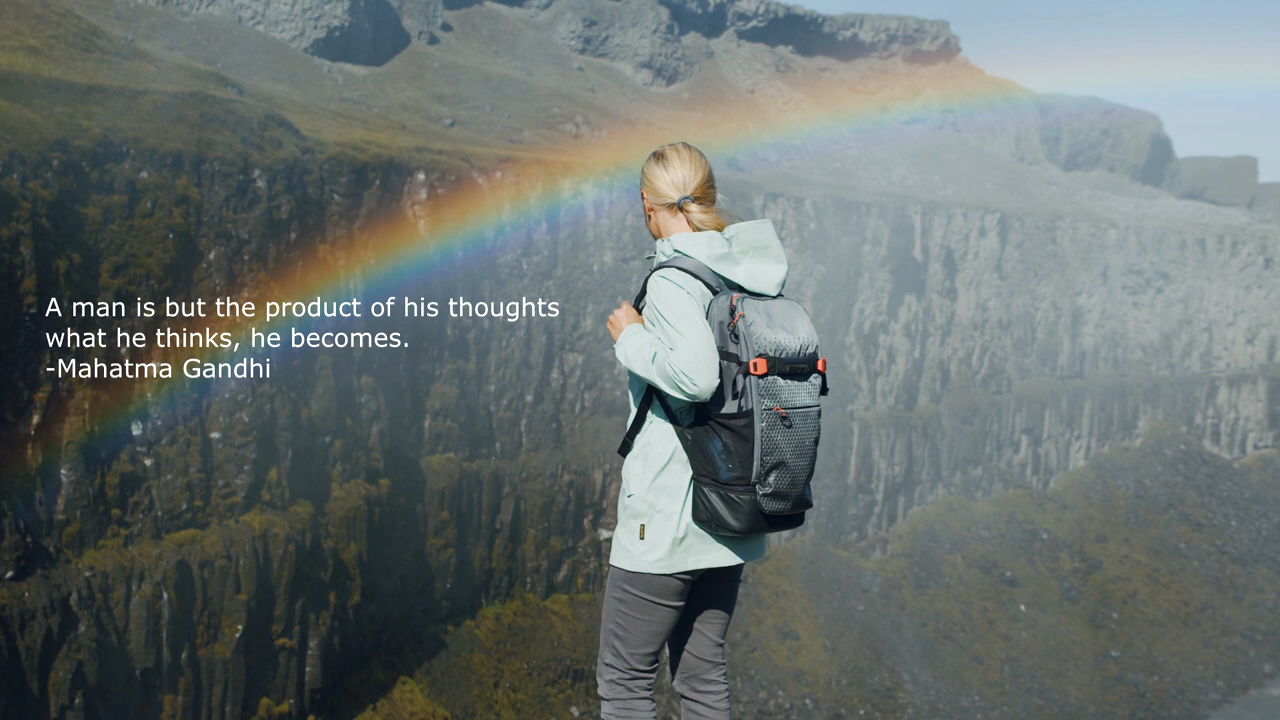 A man is but the product of his thoughts
what he thinks, he becomes.
-Mahatma Gandhi